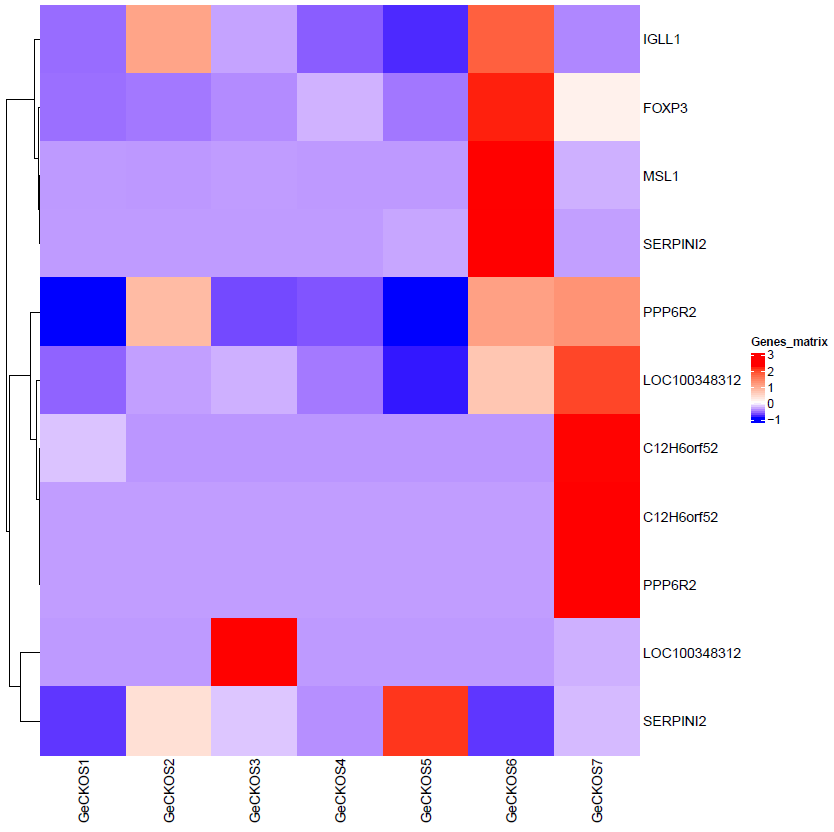 IGLL1
FOXP3
MSL1
SERPINI2
PPP6R2
LOC100348312
C12H6orf52
C12H6orf52
PPP6R2
LOC100348312
SERPINI2
Genes_matrix
3
2
1
0
−1
GeCKOS1
GeCKOS2
GeCKOS3
GeCKOS4
GeCKOS5
GeCKOS6
GeCKOS7